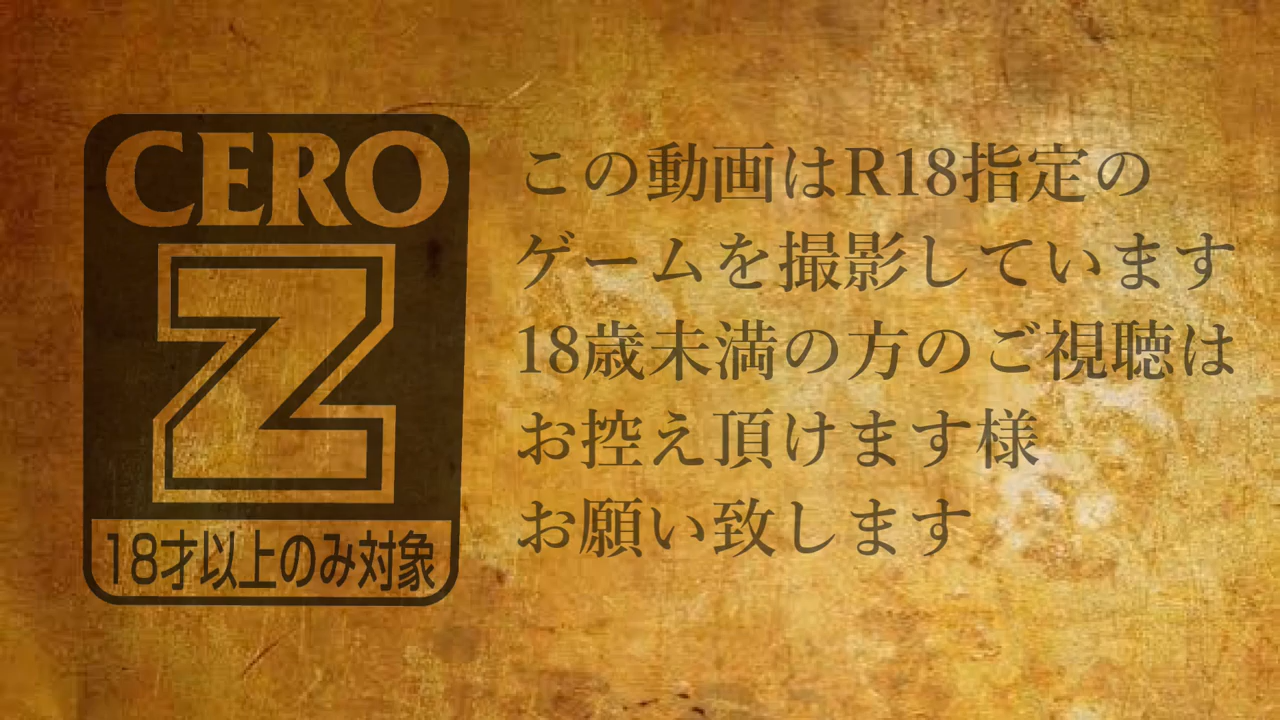 CERO
Z
18才以上のみ対象
この動画はR18指定の
ゲームを撮影しています
18歳未満の方のご視聴は
お控え頂けます様
お願い致します